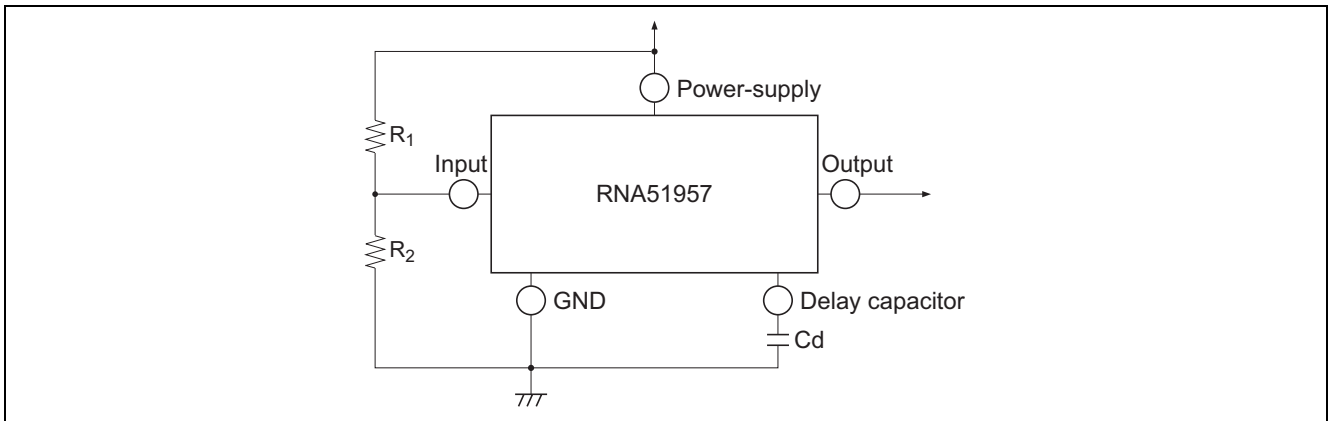 Power-supply
R₁
Input
RNA51957
Output
R₂
GND
Delay capacitor
Cd